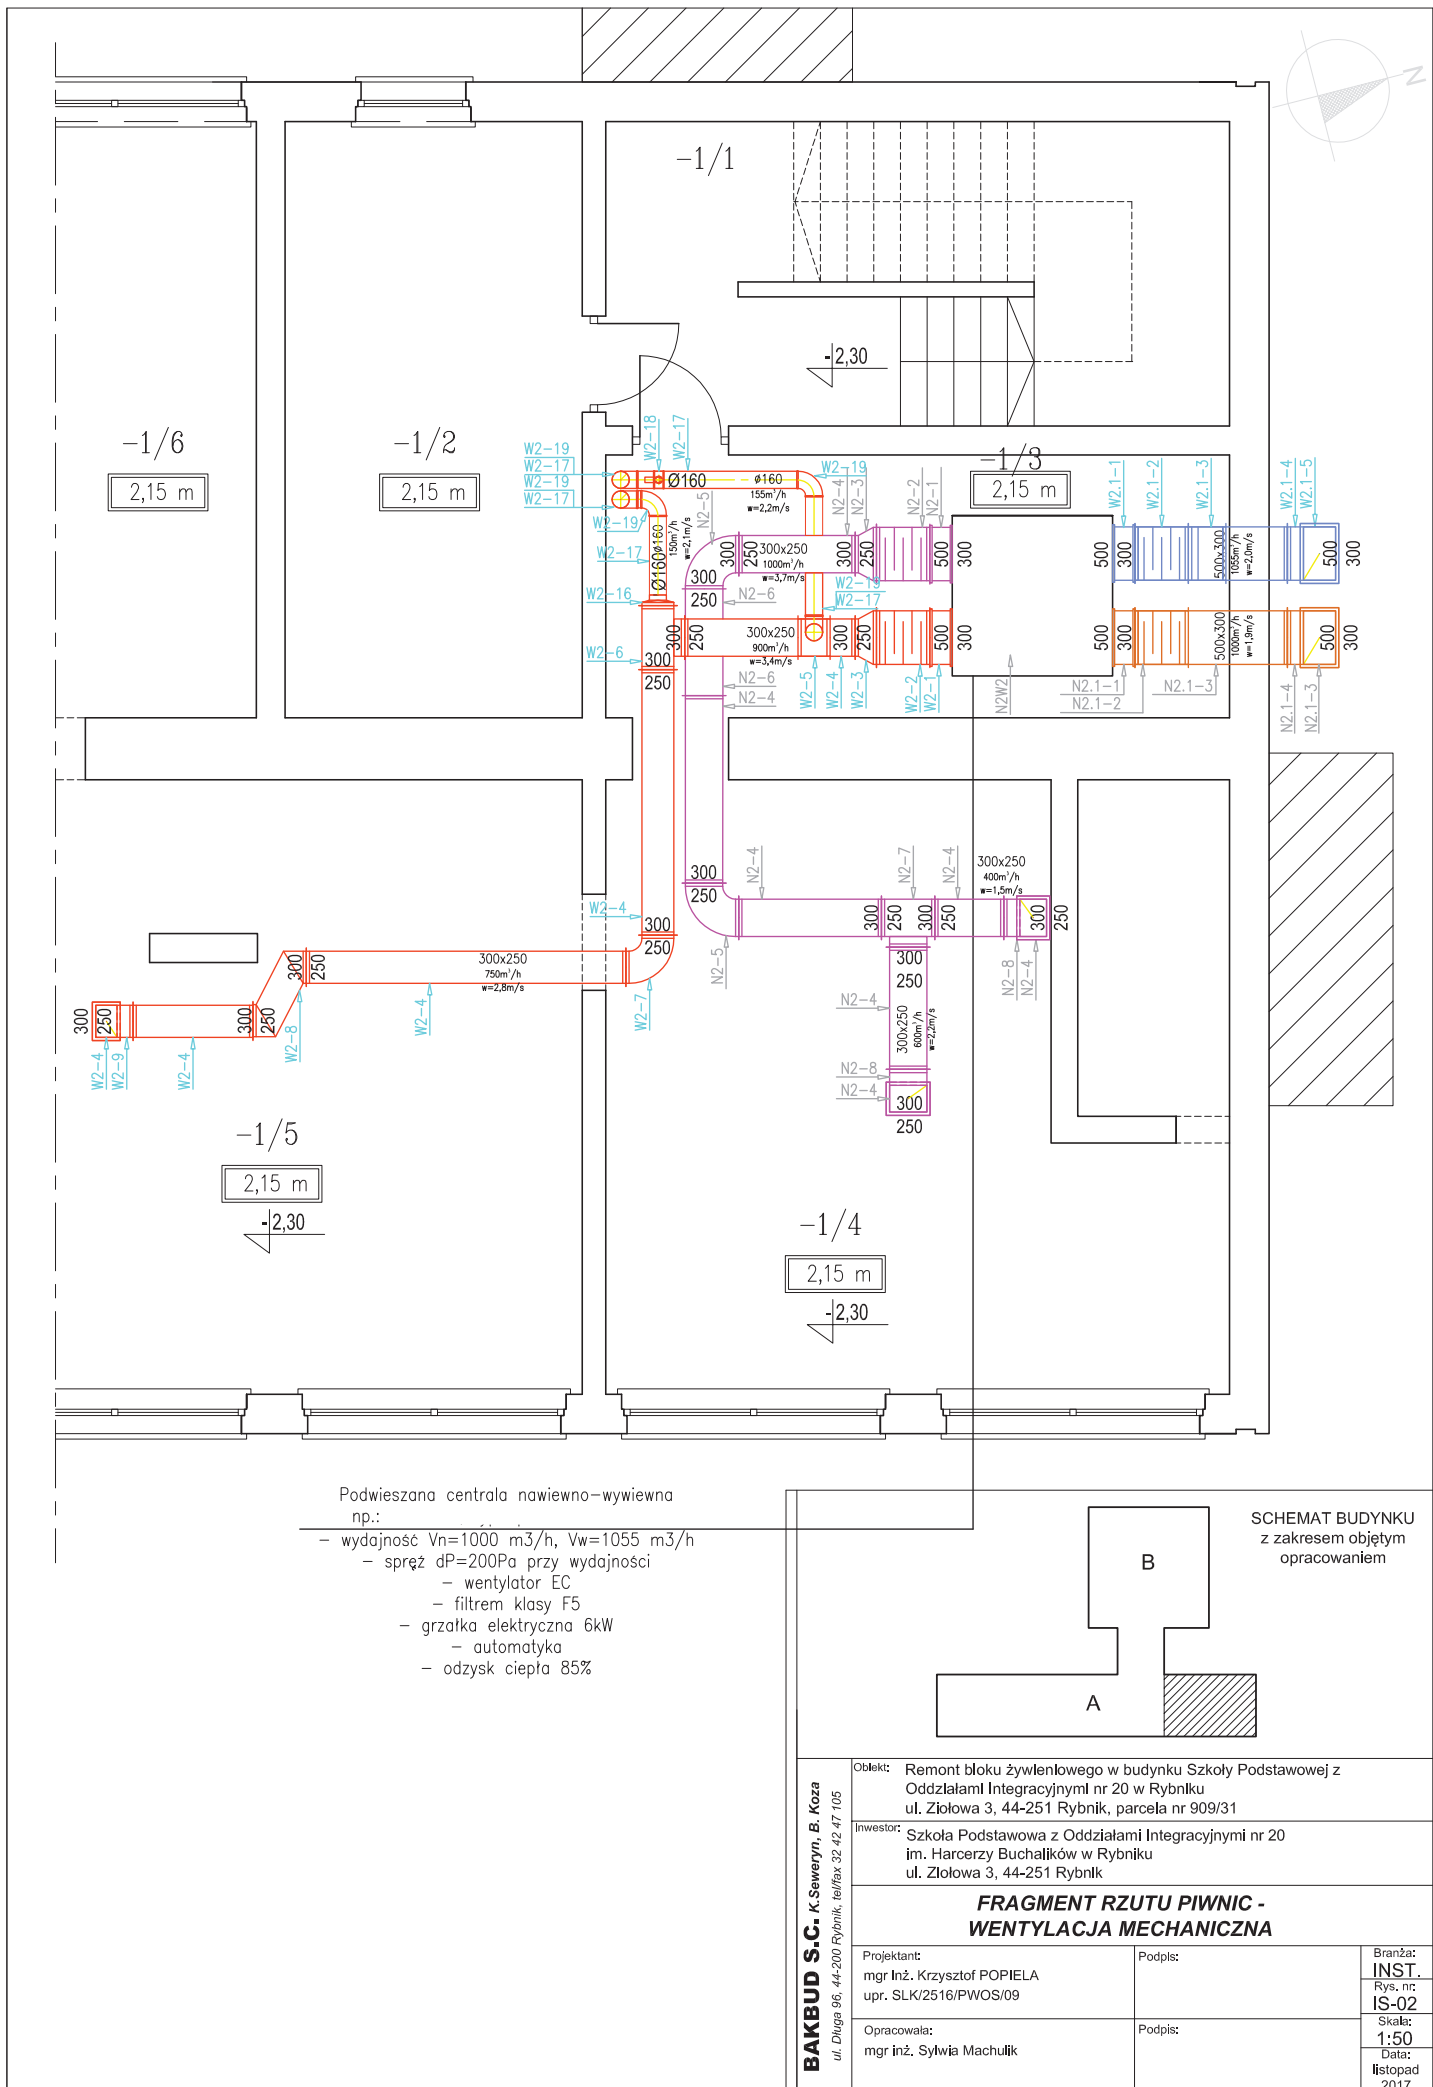 N
-1/1
-2,30
-1/6
2,15 m
-1/2
2,15 m
-1/3
2,15 m
W2-19
W2-17
W2-19
W2-17
W2-18
W2-17
W2-19
W2-19
W2-17
W2-16
W2-6
Ø160
ø160
155m³/h
w=2,2m/s
Ø160
ø160
150m³/h
w=2,1m/s
N2-5
N2-4
N2-3
N2-2
N2-1
300
250
300x250
1000m³/h
w=3,7m/s
300
250
500
300
300
250
N2-6
W2-19
W2-17
300
250
300x250
900m³/h
w=3,4m/s
300
250
500
300
W2-5
W2-4
W2-3
W2-2
W2-1
N2W2
300
250
N2-6
N2-4
W2.1-1
W2.1-2
W2.1-3
W2.1-4
W2.1-5
500
300
500x300
1055m³/h
w=2,0m/s
500
300
500
300
500x300
1000m³/h
w=1,9m/s
500
300
N2.1-1
N2.1-2
N2.1-3
N2.1-4
N2.1-3
300
250
N2-4
N2-7
N2-4
300x250
400m³/h
w=1,5m/s
300
250
300
250
300
250
N2-5
N2-8
N2-4
300
250
N2-4
300x250
600m³/h
w=2,2m/s
N2-8
N2-4
300
250
W2-4
300
250
W2-7
300x250
750m³/h
w=2,8m/s
300
250
W2-4
W2-8
300
250
300
250
W2-4
W2-9
W2-4
-1/5
2,15 m
-2,30
-1/4
2,15 m
-2,30
Podwieszana centrala nawiewno-wywiewna
np.:
- wydajność Vn=1000 m3/h, Vw=1055 m3/h
- spręż dP=200Pa przy wydajności
- wentylator EC
- filtrem klasy F5
- grzałka elektryczna 6kW
- automatyka
- odzysk ciepła 85%
SCHEMAT BUDYNKU
z zakresem objętym
opracowaniem
B
A
BAKBUD S.C. K.Seweryn, B. Koza
ul. Długa 96, 44-200 Rybnik, tel/fax 32 42 47 105
Obiekt:
Remont bloku żywieniowego w budynku Szkoły Podstawowej z
Oddziałami Integracyjnymi nr 20 w Rybniku
ul. Ziołowa 3, 44-251 Rybnik, parcela nr 909/31
Inwestor:
Szkoła Podstawowa z Oddziałami Integracyjnymi nr 20
im. Harcerzy Buchalików w Rybniku
ul. Ziołowa 3, 44-251 Rybnik
FRAGMENT RZUTU PIWNIC -
WENTYLACJA MECHANICZNA
Projektant:
mgr inż. Krzysztof POPIELA
upr. SLK/2516/PWOS/09
Podpis:
Branża:
INST.
Rys. nr:
IS-02
Opracowała:
mgr inż. Sylwia Machulik
Podpis:
Skala:
1:50
Data:
listopad
2017